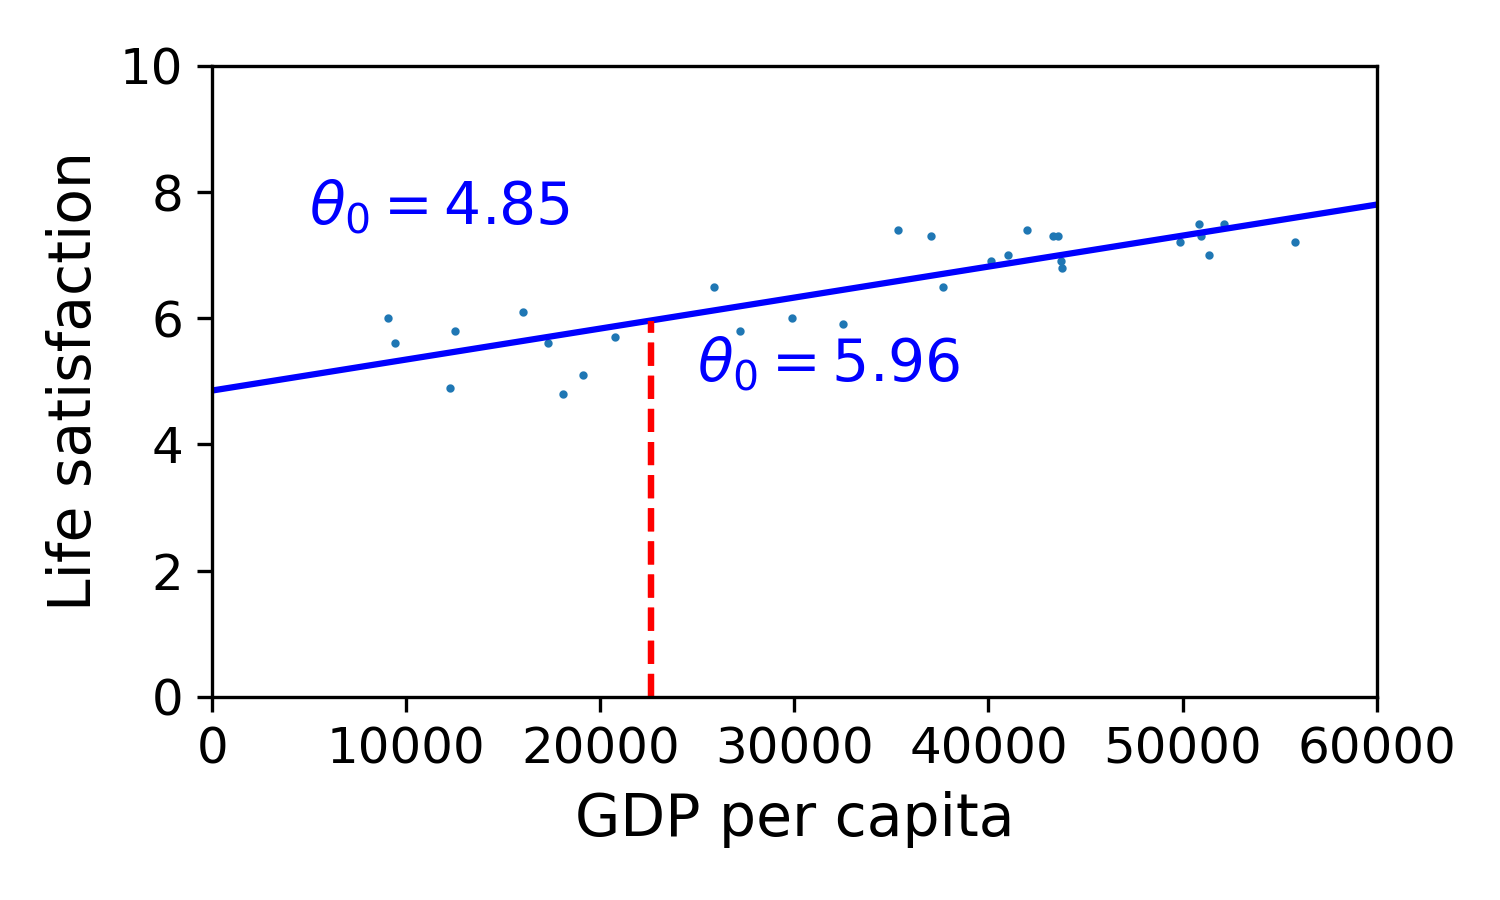 10
8
6
4
2
0
Life satisfaction
θ₀ = 4.85
θ₀ = 5.96
0 10000 20000 30000 40000 50000 60000
GDP per capita